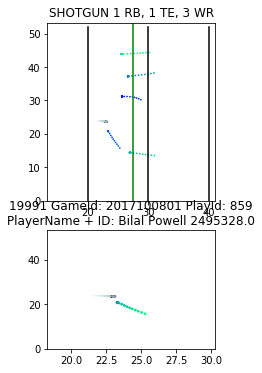 SHOTGUN 1 RB, 1 TE, 3 WR
50
40
30
20
10
0
20 30 40
19991 GameId: 2017100801 PlayId: 859
PlayerName + ID: Bilal Powell 2495328.0
40
20
0
20.0 22.5 25.0 27.5 30.0